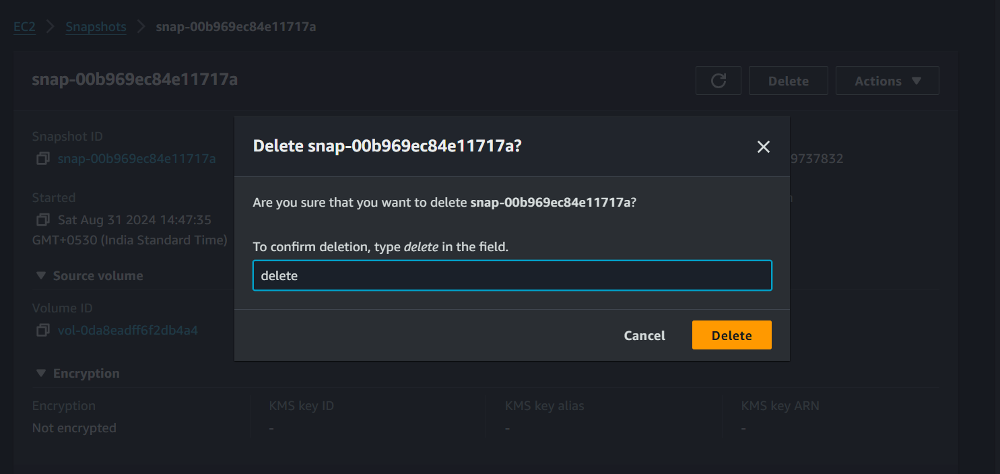 EC2 Snapshots snap-00b969ec84e11717a
snap-00b969ec84e11717a
Delete
Actions
Snapshot ID
snap-00b969ec84e11717a
9737832
Started
Sat Aug 31 2024 14:47:35
GMT+0530 (India Standard Time)
Delete snap-00b969ec84e11717a?
Are you sure that you want to delete snap-00b969ec84e11717a?
To confirm deletion, type delete in the field.
delete
Cancel
Delete
Source volume
Volume ID
vol-0da8eadff6f2db4a4
Encryption
Encryption
Not encrypted
KMS key ID
-
KMS key alias
-
KMS key ARN
-